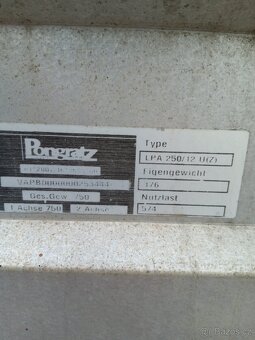 Pongratz
Ges.Gew 750
1 Achse 750 2 Achse
Type
LPA 250/12 U(Z)
Eigengewicht
176
Nutzlast
574